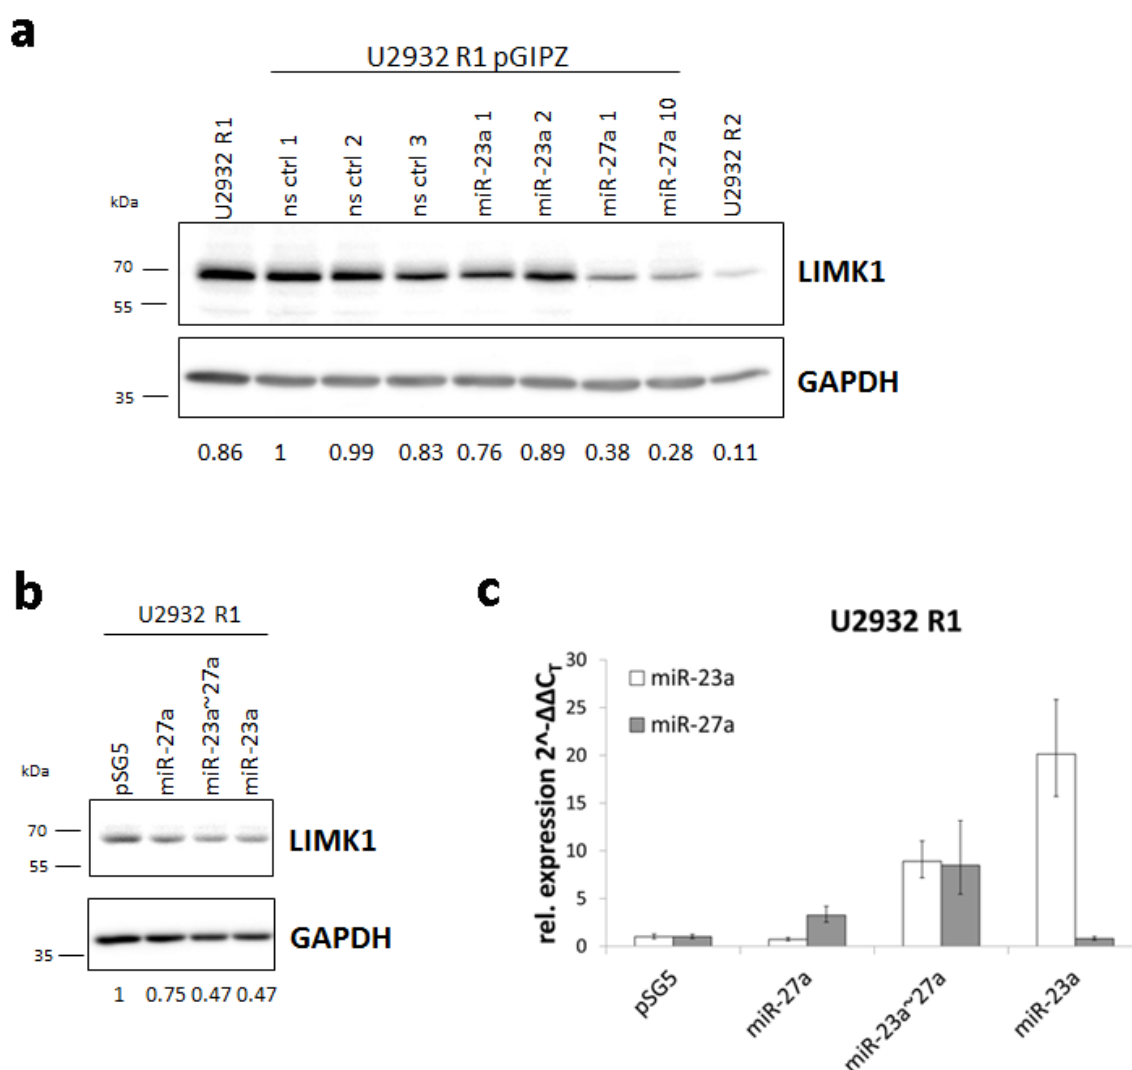 a
U2932 R1 pGIPZ
U2932 R1
ns ctrl 1
ns ctrl 2
ns ctrl 3
miR-23a 1
miR-23a 2
miR-27a 1
miR-27a 10
U2932 R2
kDa
70
55
LIMK1
35
GAPDH
0.86 1 0.99 0.83 0.76 0.89 0.38 0.28 0.11
b
U2932 R1
pSG5
miR-27a
miR-23a~27a
miR-23a
kDa
70
55
LIMK1
35
GAPDH
1 0.75 0.47 0.47
c
U2932 R1
rel. expression 2^-ΔΔCT
30
25
20
15
10
5
0
miR-23a
miR-27a
pSG5
miR-27a
miR-23a~27a
miR-23a